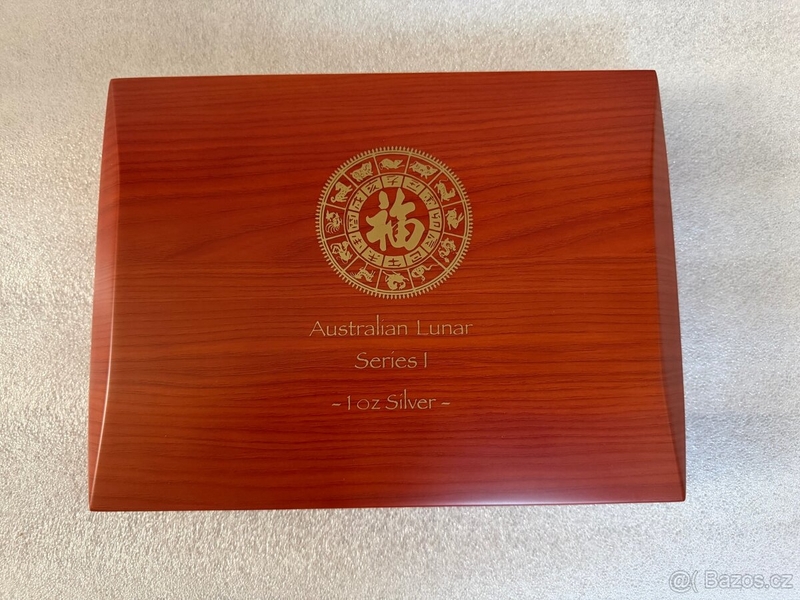 福
Australian Lunar
Series I
- 1 oz Silver -
@( Bazos.cz